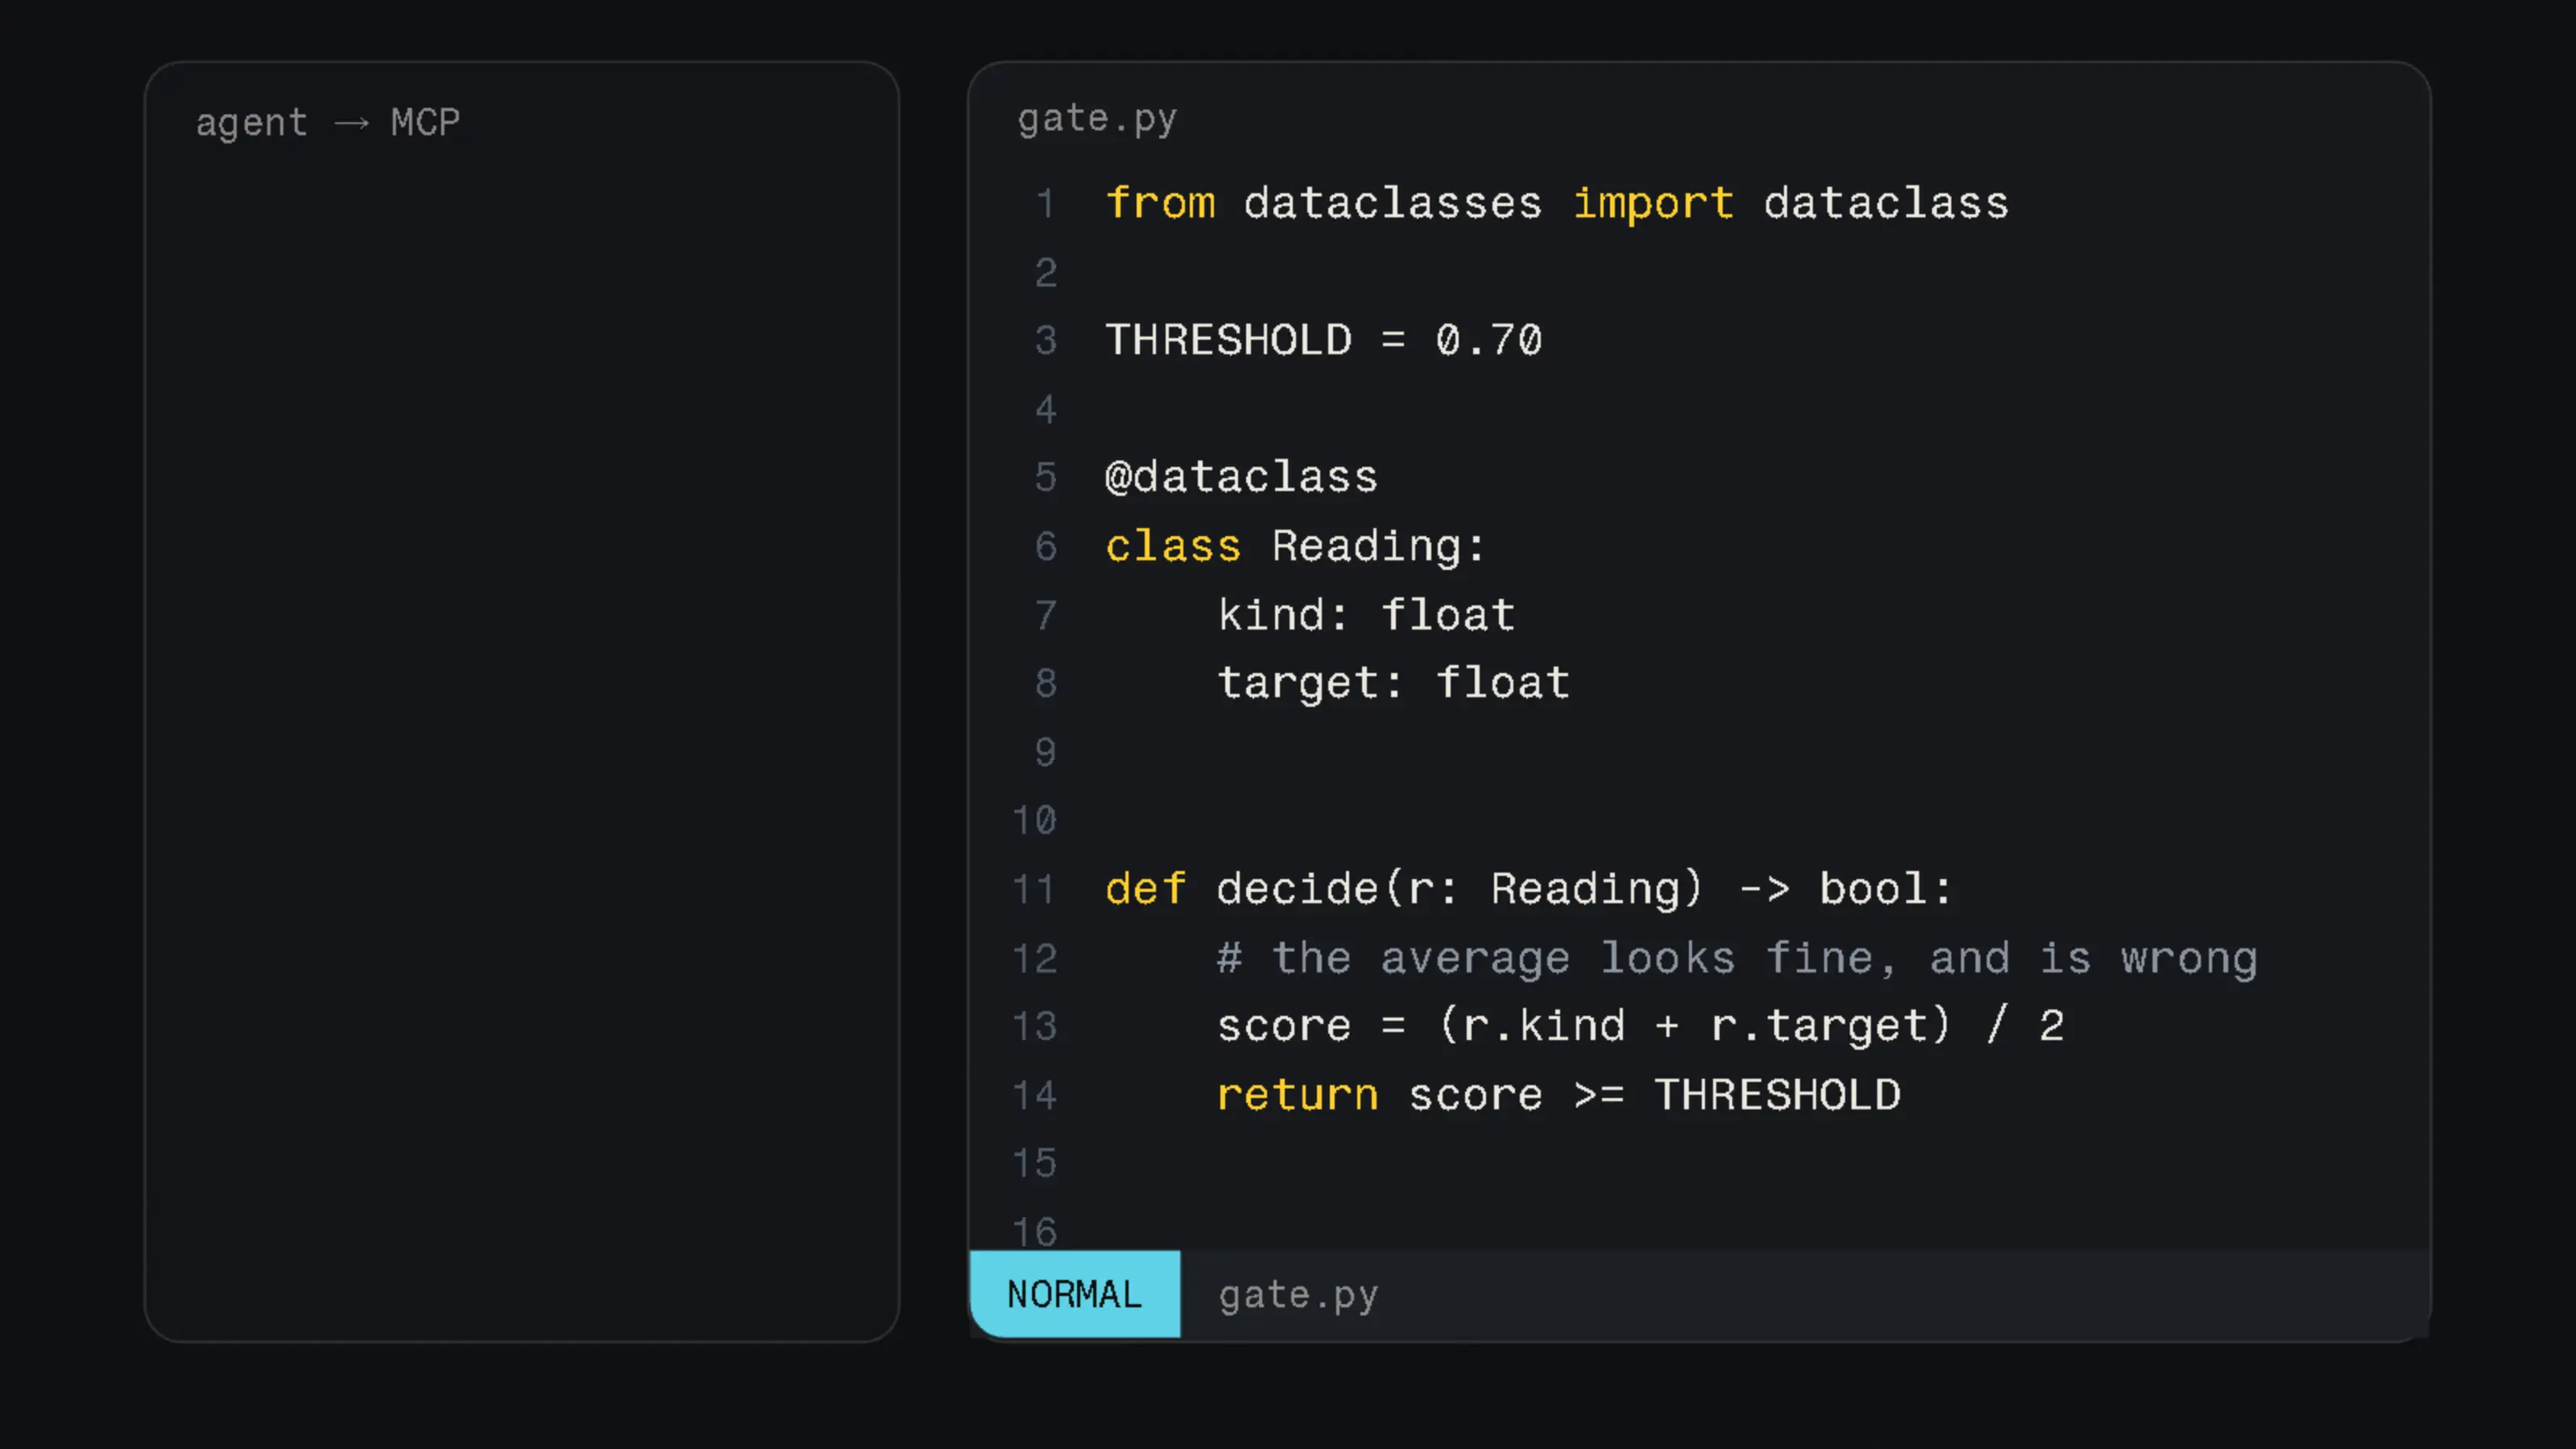 agent → MCP
gate.py
1 from dataclasses import dataclass
2
3 THRESHOLD = 0.70
4
5 @dataclass
6 class Reading:
7     kind: float
8     target: float
9
10
11 def decide(r: Reading) -> bool:
12     # the average looks fine, and is wrong
13     score = (r.kind + r.target) / 2
14     return score >= THRESHOLD
15
16
NORMAL gate.py